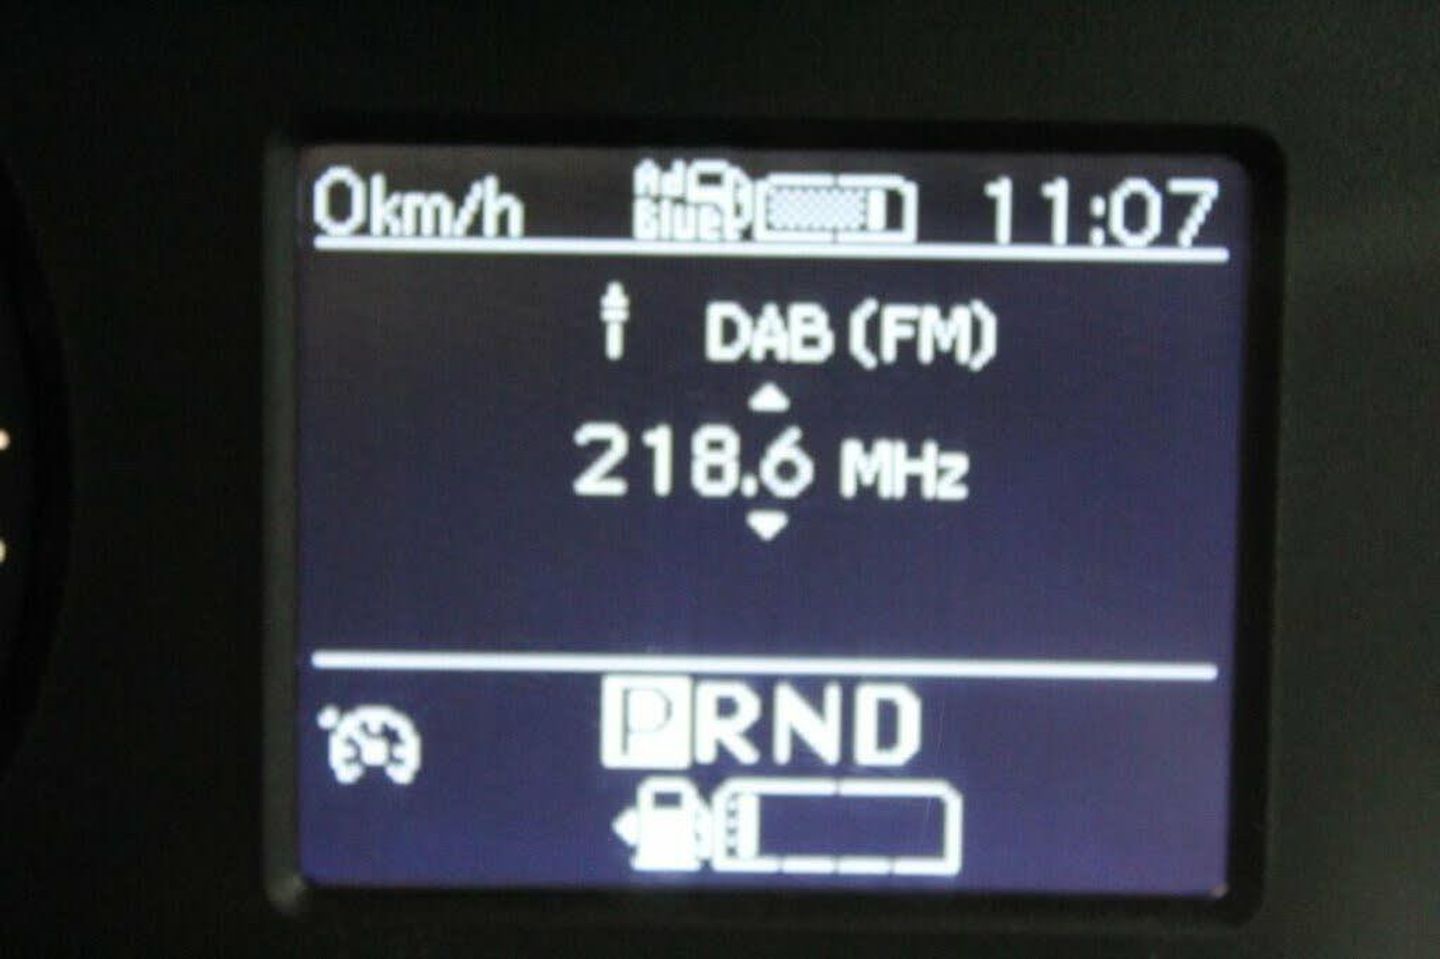 0km/h AdBlue 11:07
DAB (FM)
218.6 MHz
PRND